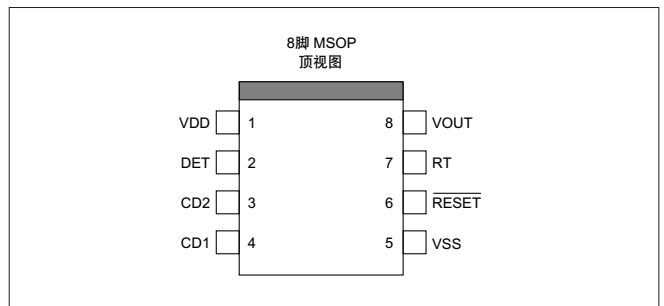 8脚 MSOP
顶视图
VDD 1 8 VOUT
DET 2 7 RT
CD2 3 6 RESET
CD1 4 5 VSS